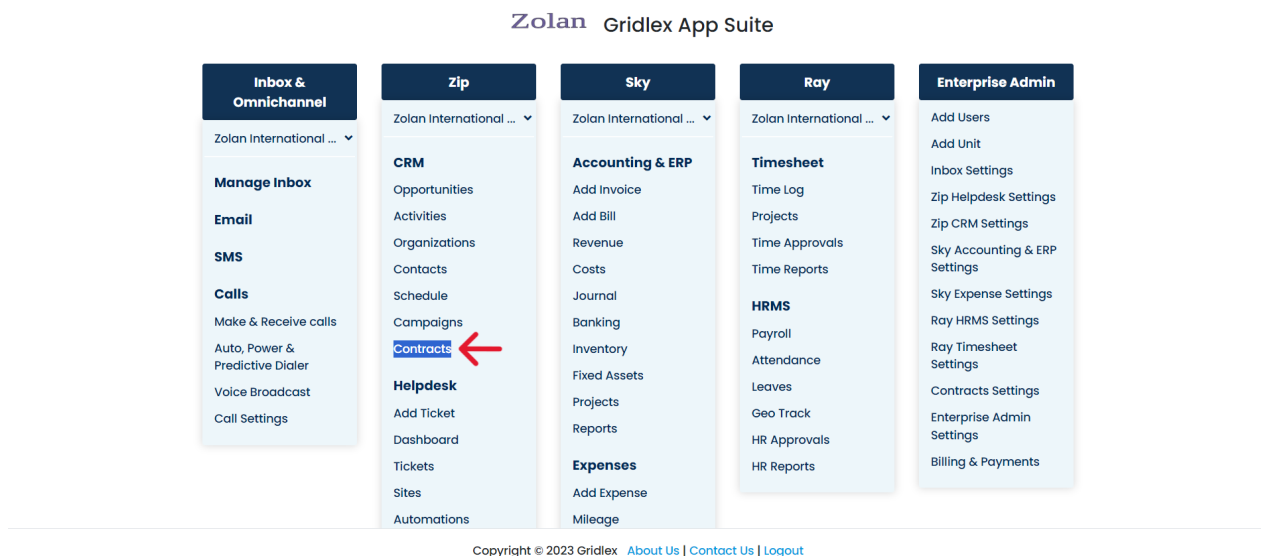 Zolan Gridlex App Suite
Inbox &
Omnichannel
Zolan International ...
Manage Inbox
Email
SMS
Calls
Make & Receive calls
Auto, Power &
Predictive Dialer
Voice Broadcast
Call Settings
Zip
Zolan International ...
CRM
Opportunities
Activities
Organizations
Contacts
Schedule
Campaigns
Contracts
Helpdesk
Add Ticket
Dashboard
Tickets
Sites
Automations
Sky
Zolan International ...
Accounting & ERP
Add Invoice
Add Bill
Revenue
Costs
Journal
Banking
Inventory
Fixed Assets
Projects
Reports
Expenses
Add Expense
Mileage
Ray
Zolan International ...
Timesheet
Time Log
Projects
Time Approvals
Time Reports
HRMS
Payroll
Attendance
Leaves
Geo Track
HR Approvals
HR Reports
Enterprise Admin
Add Users
Add Unit
Inbox Settings
Zip Helpdesk Settings
Zip CRM Settings
Sky Accounting & ERP
Settings
Sky Expense Settings
Ray HRMS Settings
Ray Timesheet
Settings
Contracts Settings
Enterprise Admin
Settings
Billing & Payments
Copyright © 2023 Gridlex About Us | Contact Us | Logout